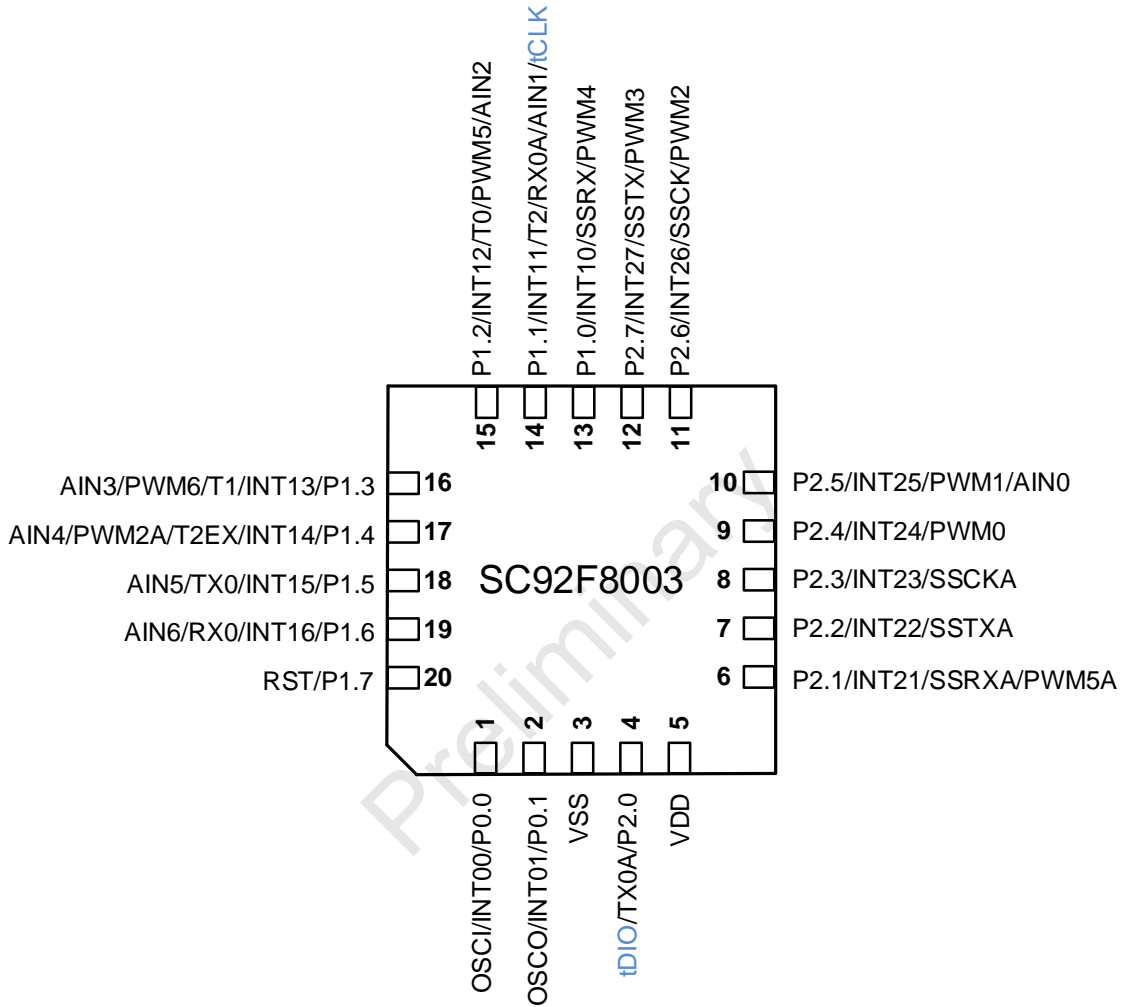 P1.2/INT12/T0/PWM5/AIN2
P1.1/INT11/T2/RX0A/AIN1/tCLK
P1.0/INT10/SSRX/PWM4
P2.7/INT27/SSTX/PWM3
P2.6/INT26/SSCK/PWM2
15
14
13
12
11
AIN3/PWM6/T1/INT13/P1.3
16
AIN4/PWM2A/T2EX/INT14/P1.4
17
AIN5/TX0/INT15/P1.5
18
AIN6/RX0/INT16/P1.6
19
RST/P1.7
20
SC92F8003
10
P2.5/INT25/PWM1/AIN0
9
P2.4/INT24/PWM0
8
P2.3/INT23/SSCKA
7
P2.2/INT22/SSTXA
6
P2.1/INT21/SSRXA/PWM5A
1
2
3
4
5
OSCI/INT00/P0.0
OSCO/INT01/P0.1
VSS
tDIO/TX0A/P2.0
VDD
Preliminary